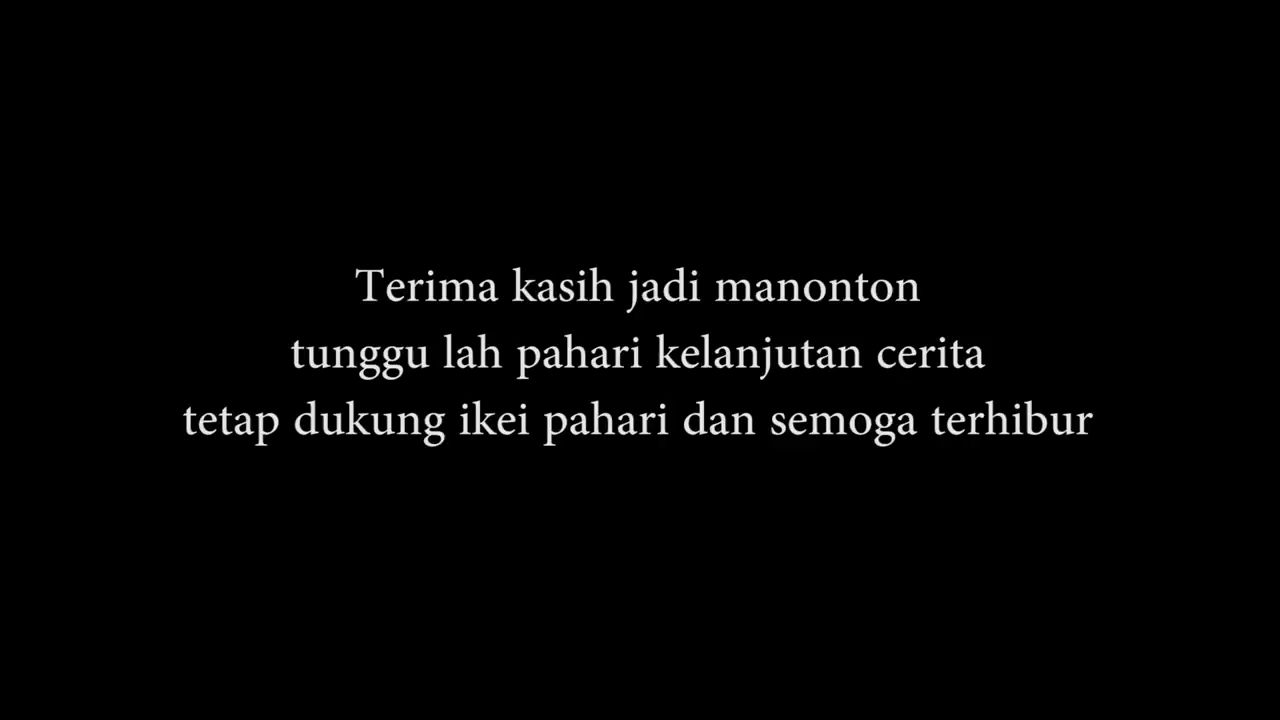 Terima kasih jadi manonton
tunggu lah pahari kelanjutan cerita
tetap dukung ikei pahari dan semoga terhibur